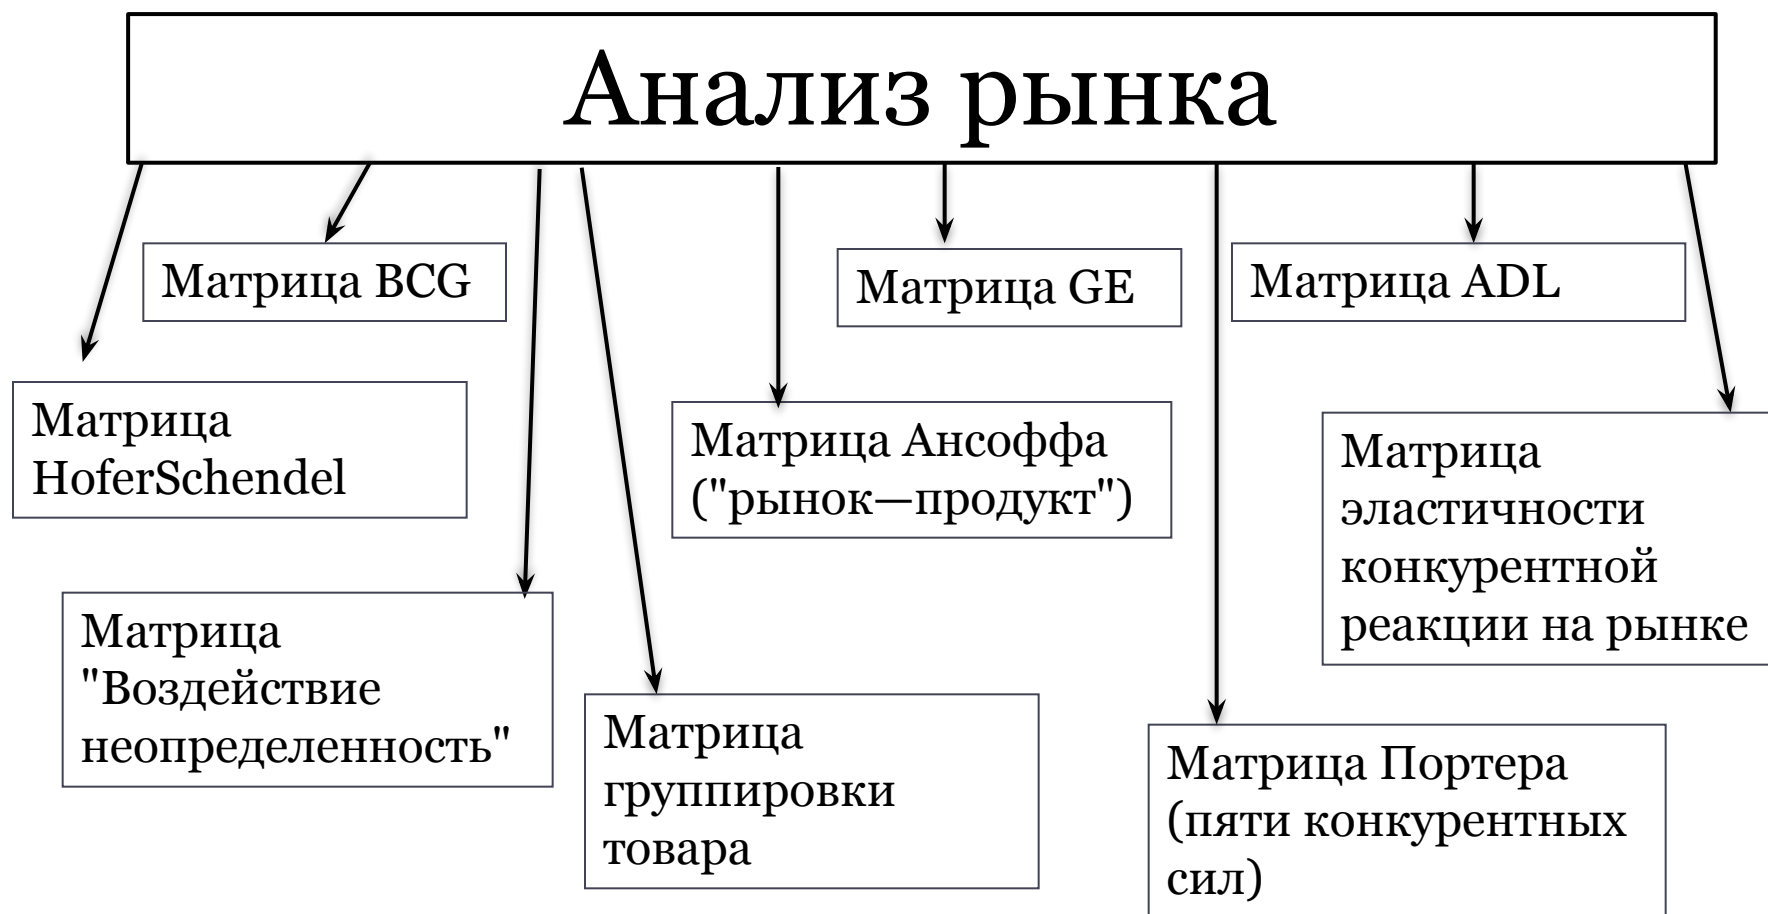 Анализ рынка
Матрица BCG
Матрица GE
Матрица ADL
Матрица
HoferSchendel
Матрица Ансоффа
("рынок—продукт")
Матрица
эластичности
конкурентной
реакции на рынке
Матрица
"Воздействие
неопределенность"
Матрица
группировки
товара
Матрица Портера
(пяти конкурентных
сил)